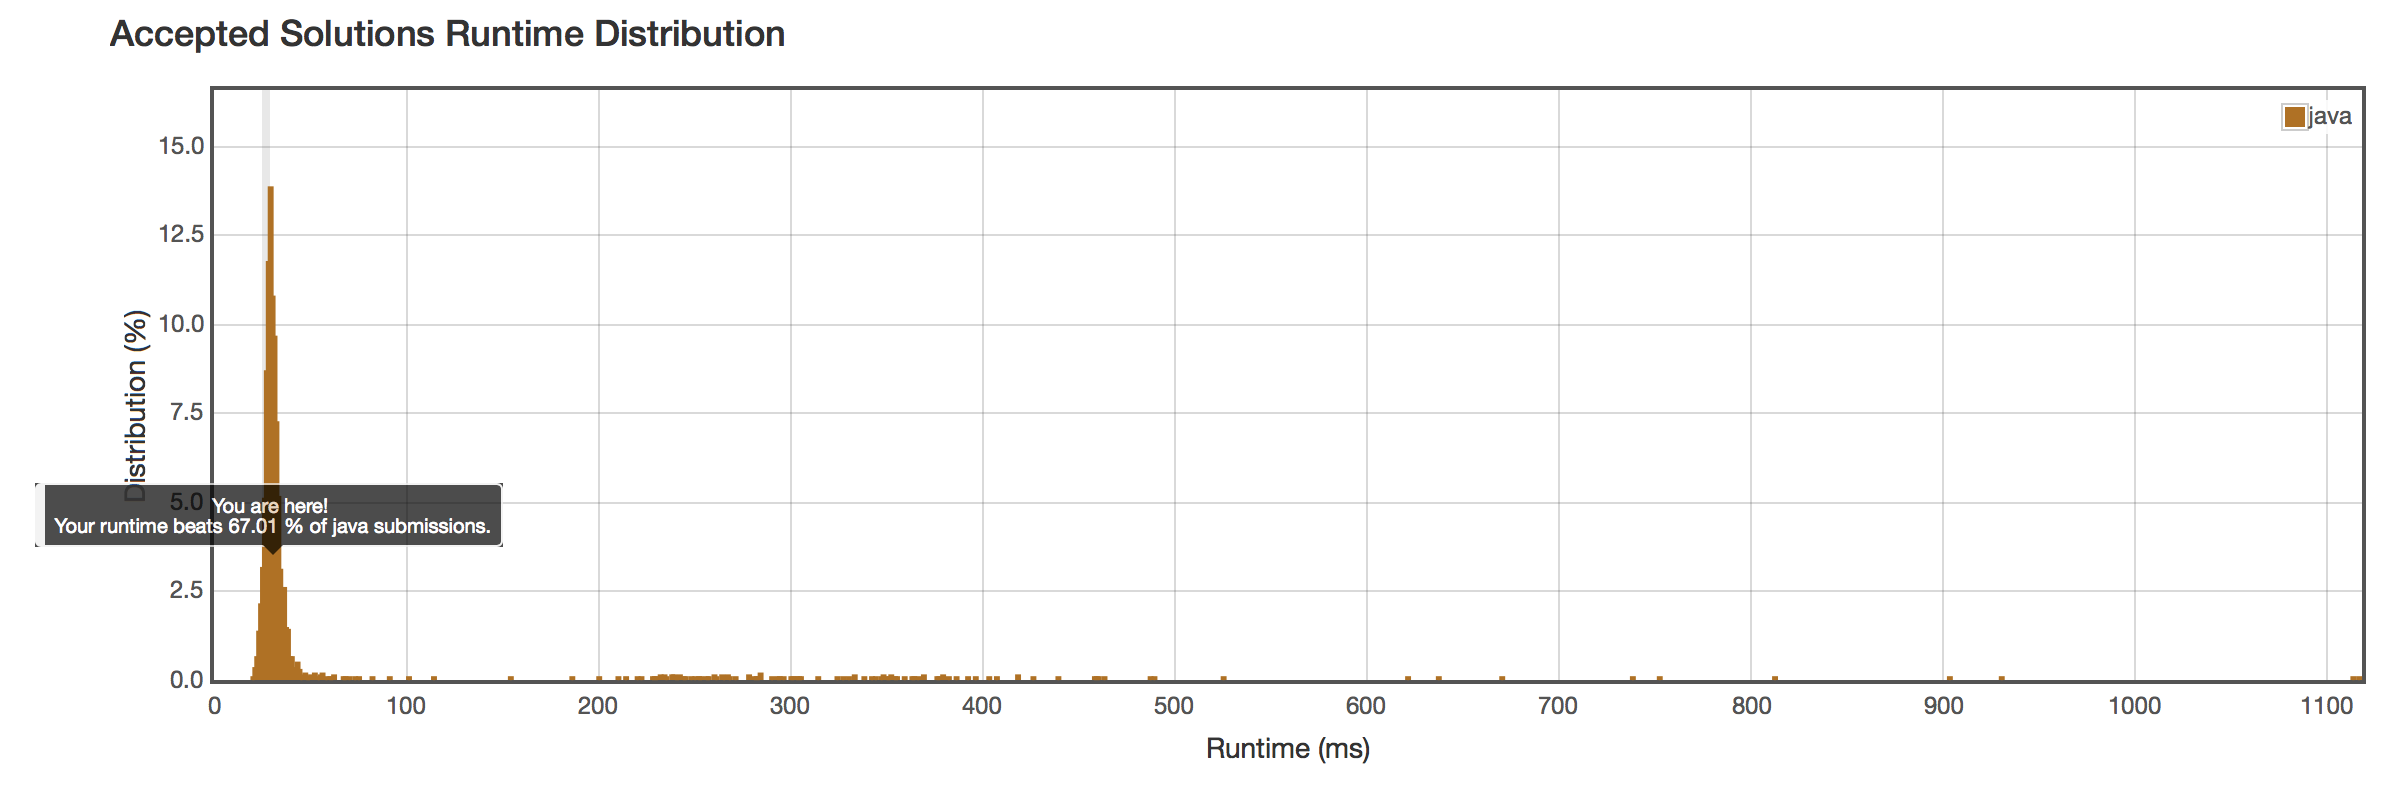 Accepted Solutions Runtime Distribution
java
15.0
12.5
10.0
7.5
5.0
2.5
0.0
Distribution (%)
You are here!
Your runtime beats 67.01 % of java submissions.
0 100 200 300 400 500 600 700 800 900 1000 1100
Runtime (ms)